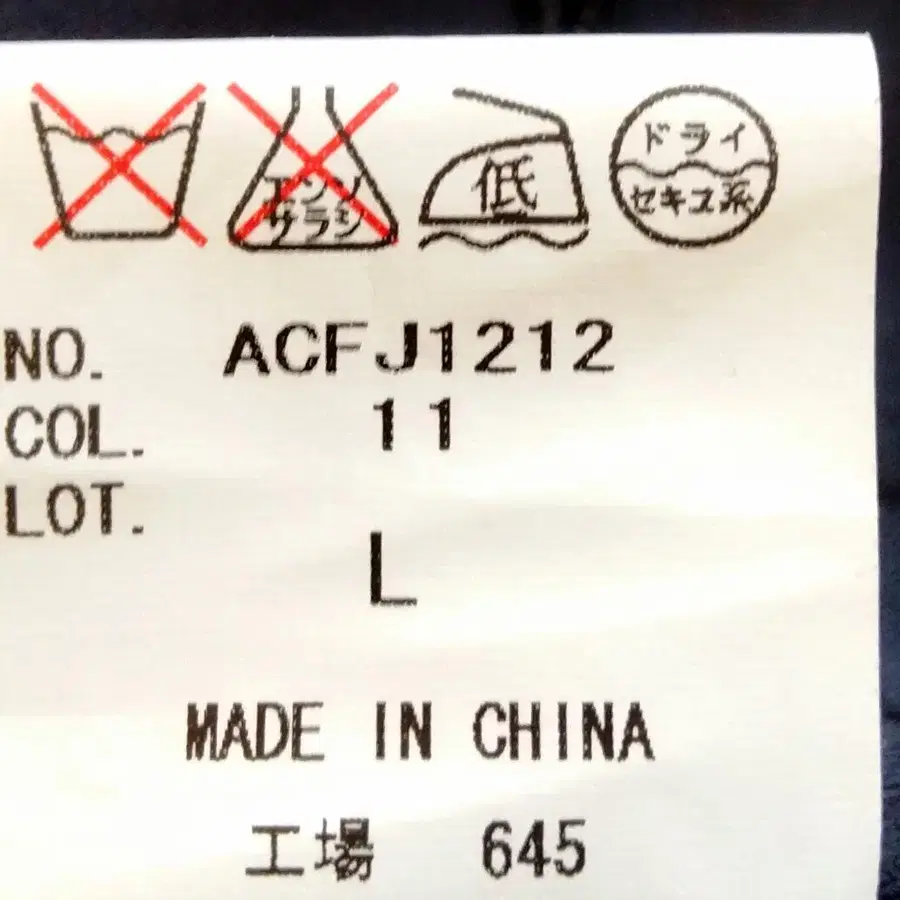 エンソ サラシ
低
ドライ
セキユ系
NO. ACFJ1212
COL. 11
LOT.
L
MADE IN CHINA
工場 645